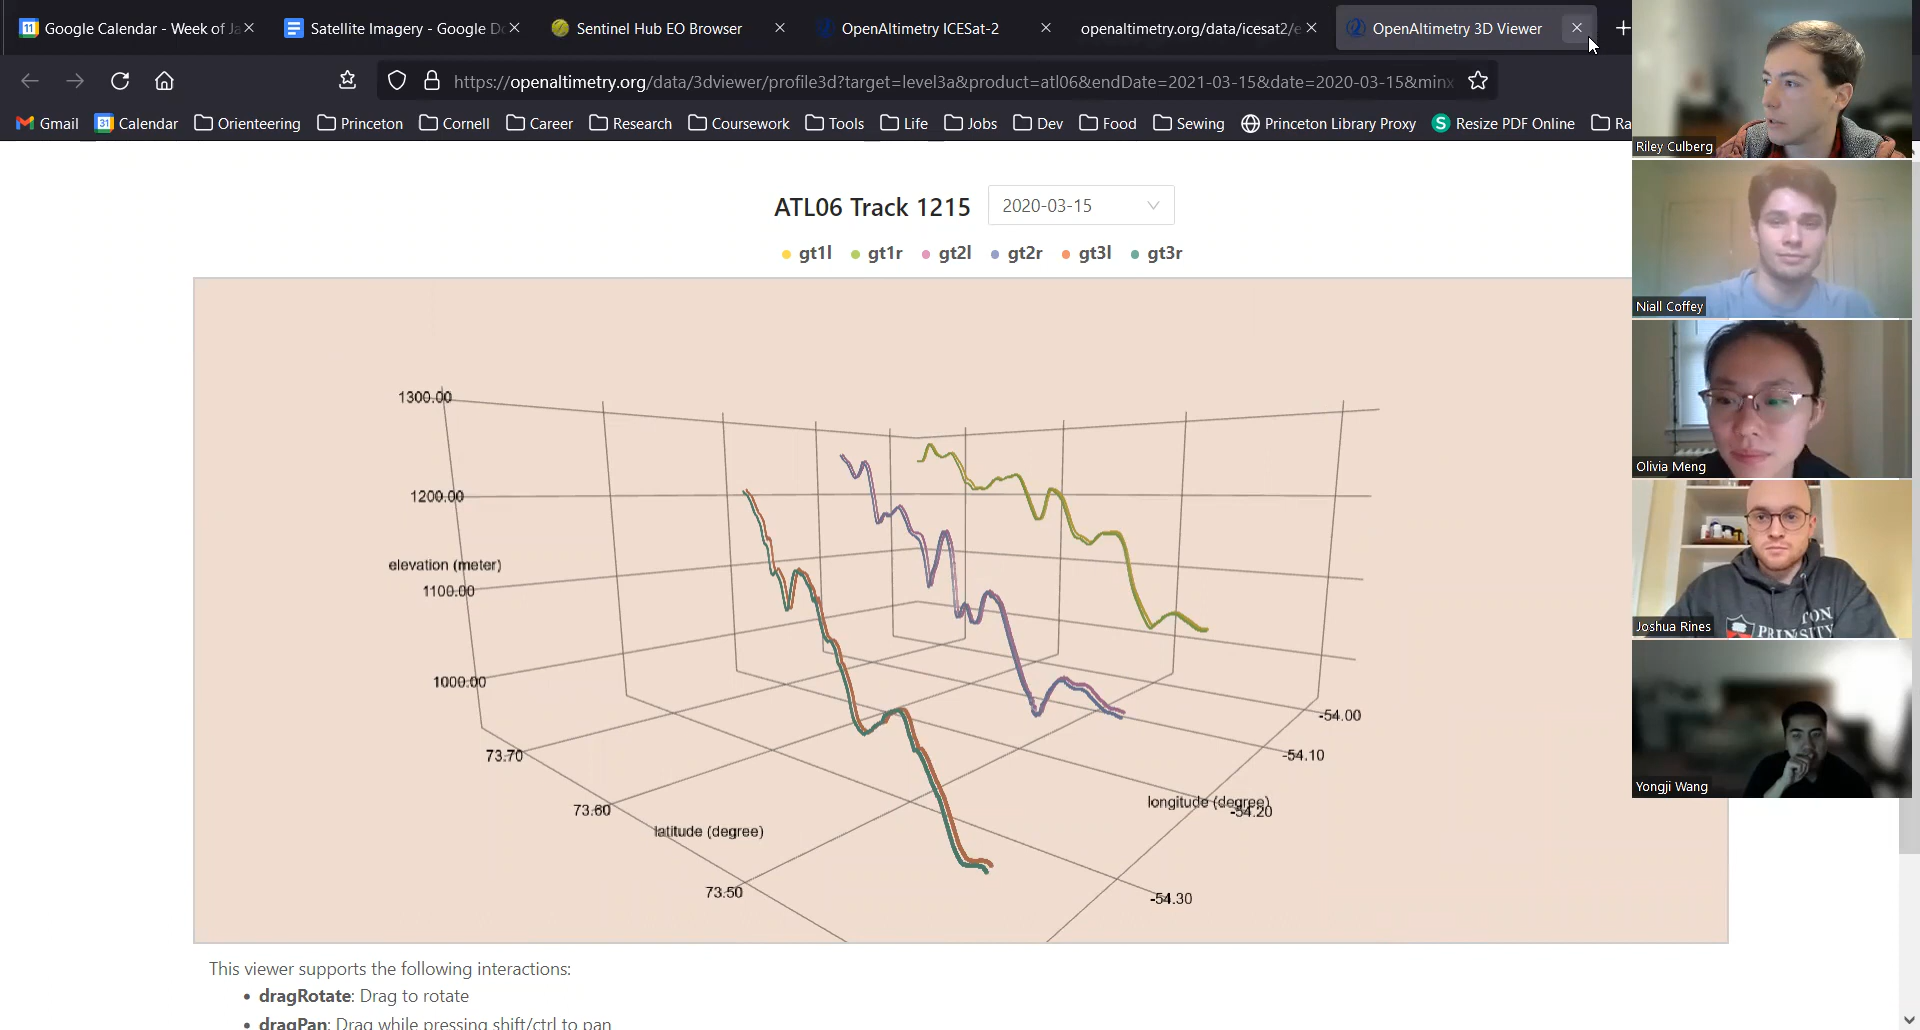 Google Calendar - Week of Ja
Satellite Imagery - Google Do
Sentinel Hub EO Browser
OpenAltimetry ICESat-2
openaltimetry.org/data/icesat2/e
OpenAltimetry 3D Viewer
https://openaltimetry.org/data/3dviewer/profile3d?target=level3a&product=atl06&endDate=2021-03-15&date=2020-03-15&minx
Gmail
31 Calendar
Orienteering
Princeton
Cornell
Career
Research
Coursework
Tools
Life
Jobs
Dev
Food
Sewing
Princeton Library Proxy
S Resize PDF Online
Ra
ATL06 Track 1215
2020-03-15
gt1l gt1r gt2l gt2r gt3l gt3r
1300.00
1200.00
elevation (meter)
1100.00
1000.00
73.70
73.60
latitude (degree)
73.50
-54.00
-54.10
longitude (degree)
-54.20
-54.30
This viewer supports the following interactions:
• dragRotate: Drag to rotate
• dragPan: Drag while pressing shift/ctrl to pan
Riley Culberg
Niall Coffey
Olivia Meng
Joshua Rines
Yongji Wang